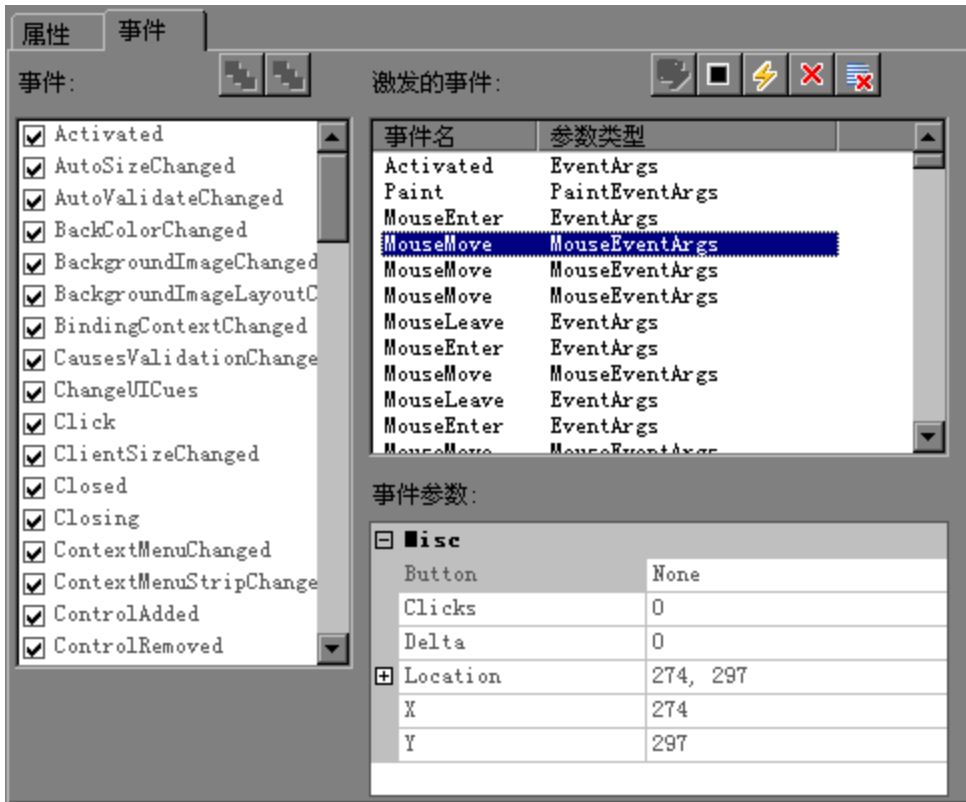 属性 事件
事件:
Activated
AutoSizeChanged
AutoValidateChanged
BackColorChanged
BackgroundImageChanged
BackgroundImageLayoutC
BindingContextChanged
CausesValidationChange
ChangeUICues
Click
ClientSizeChanged
Closed
Closing
ContextMenuChanged
ContextMenuStripChange
ControlAdded
ControlRemoved
激发的事件:
事件名 参数类型
Activated EventArgs
Paint PaintEventArgs
MouseEnter EventArgs
MouseMove MouseEventArgs
MouseMove MouseEventArgs
MouseMove MouseEventArgs
MouseLeave EventArgs
MouseEnter EventArgs
MouseMove MouseEventArgs
MouseLeave EventArgs
MouseEnter EventArgs
MouseMove MouseEventArgs
事件参数:
Misc
Button None
Clicks 0
Delta 0
Location 274, 297
X 274
Y 297